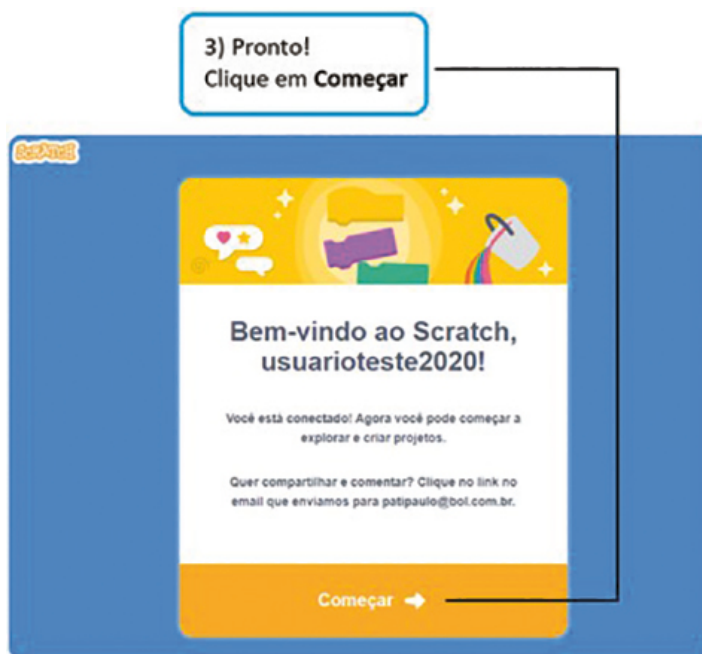 3) Pronto!
Clique em Começar
SCRATCH
Bem-vindo ao Scratch,
usuarioteste2020!
Você está conectado! Agora você pode começar a
explorar e criar projetos.
Quer compartilhar e comentar? Clique no link no
email que enviamos para patipaulo@bol.com.br.
Começar